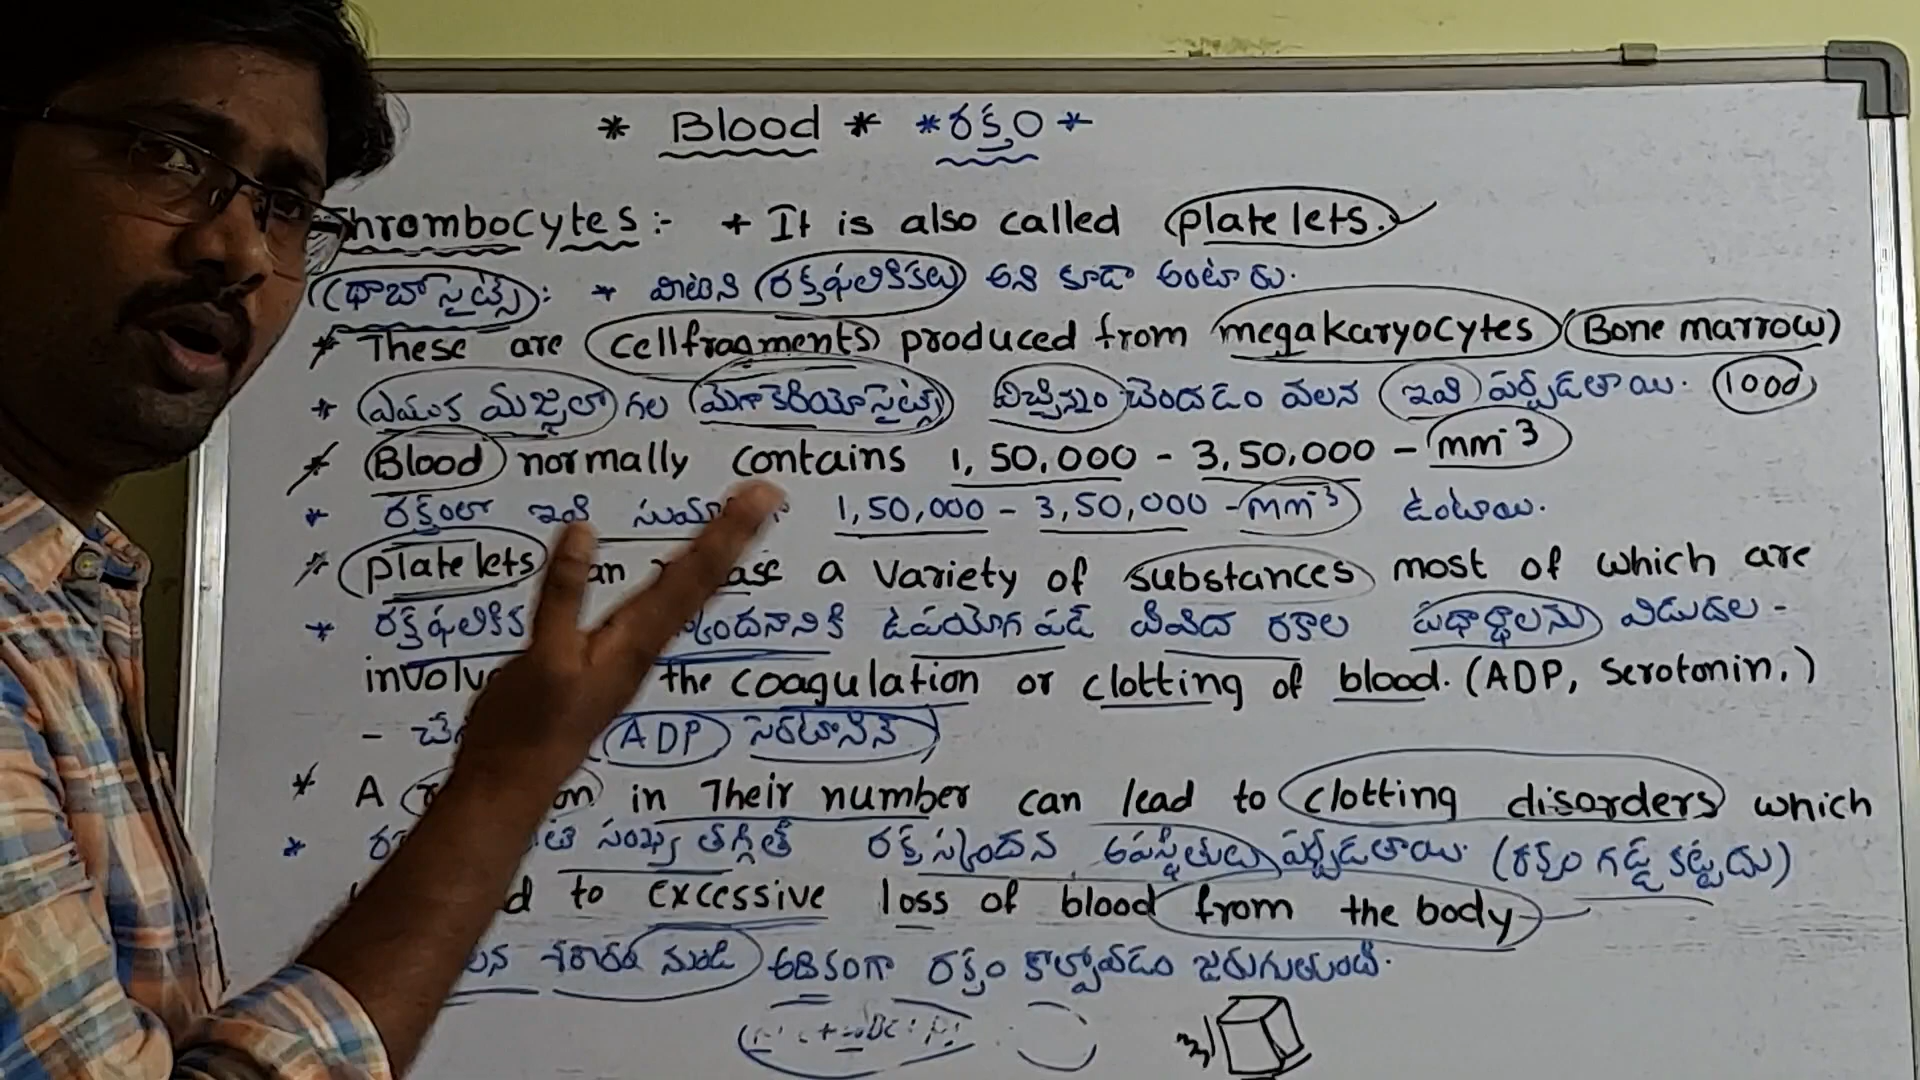 * Blood * * రక్తం *
Thrombocytes :- + It is also called platelets.
(థాంబోసైట్స్) : * వీటిని రక్తఫలికికలు అని కూడా అంటారు.
* These are cellfragments produced from megakaryocytes (Bone marrow)
* ఎముక మజ్జలో గల మెగాకెరియోసైట్స్ విచ్ఛిన్నం చెందడం వలన ఇవి ఏర్పడతాయి. 100d
* Blood normally contains 1,50,000 - 3,50,000 - mm-3
* రక్తంలో ఇవి 1,50,000 - 3,50,000 - mm-3 ఉంటాయి.
* platelets a variety of substances most of which are
* రక్తఫలికిక ఉపయోగపడే వివిధ రకాల పదార్థాలను విడుదల -
the coagulation or clotting of blood. (ADP, Serotonin,)
- (ADP సెరటోనిన్)
* A in Their number can lead to clotting disorders which
* సంఖ్య తగ్గితే రక్తస్కందన అపస్థితులు ఏర్పడతాయి. (రక్తం గడ్డ కట్టదు)
to excessive loss of blood from the body
శరీరం నుండి అధికంగా రక్తం కోల్పోవడం జరుగుతుంది.